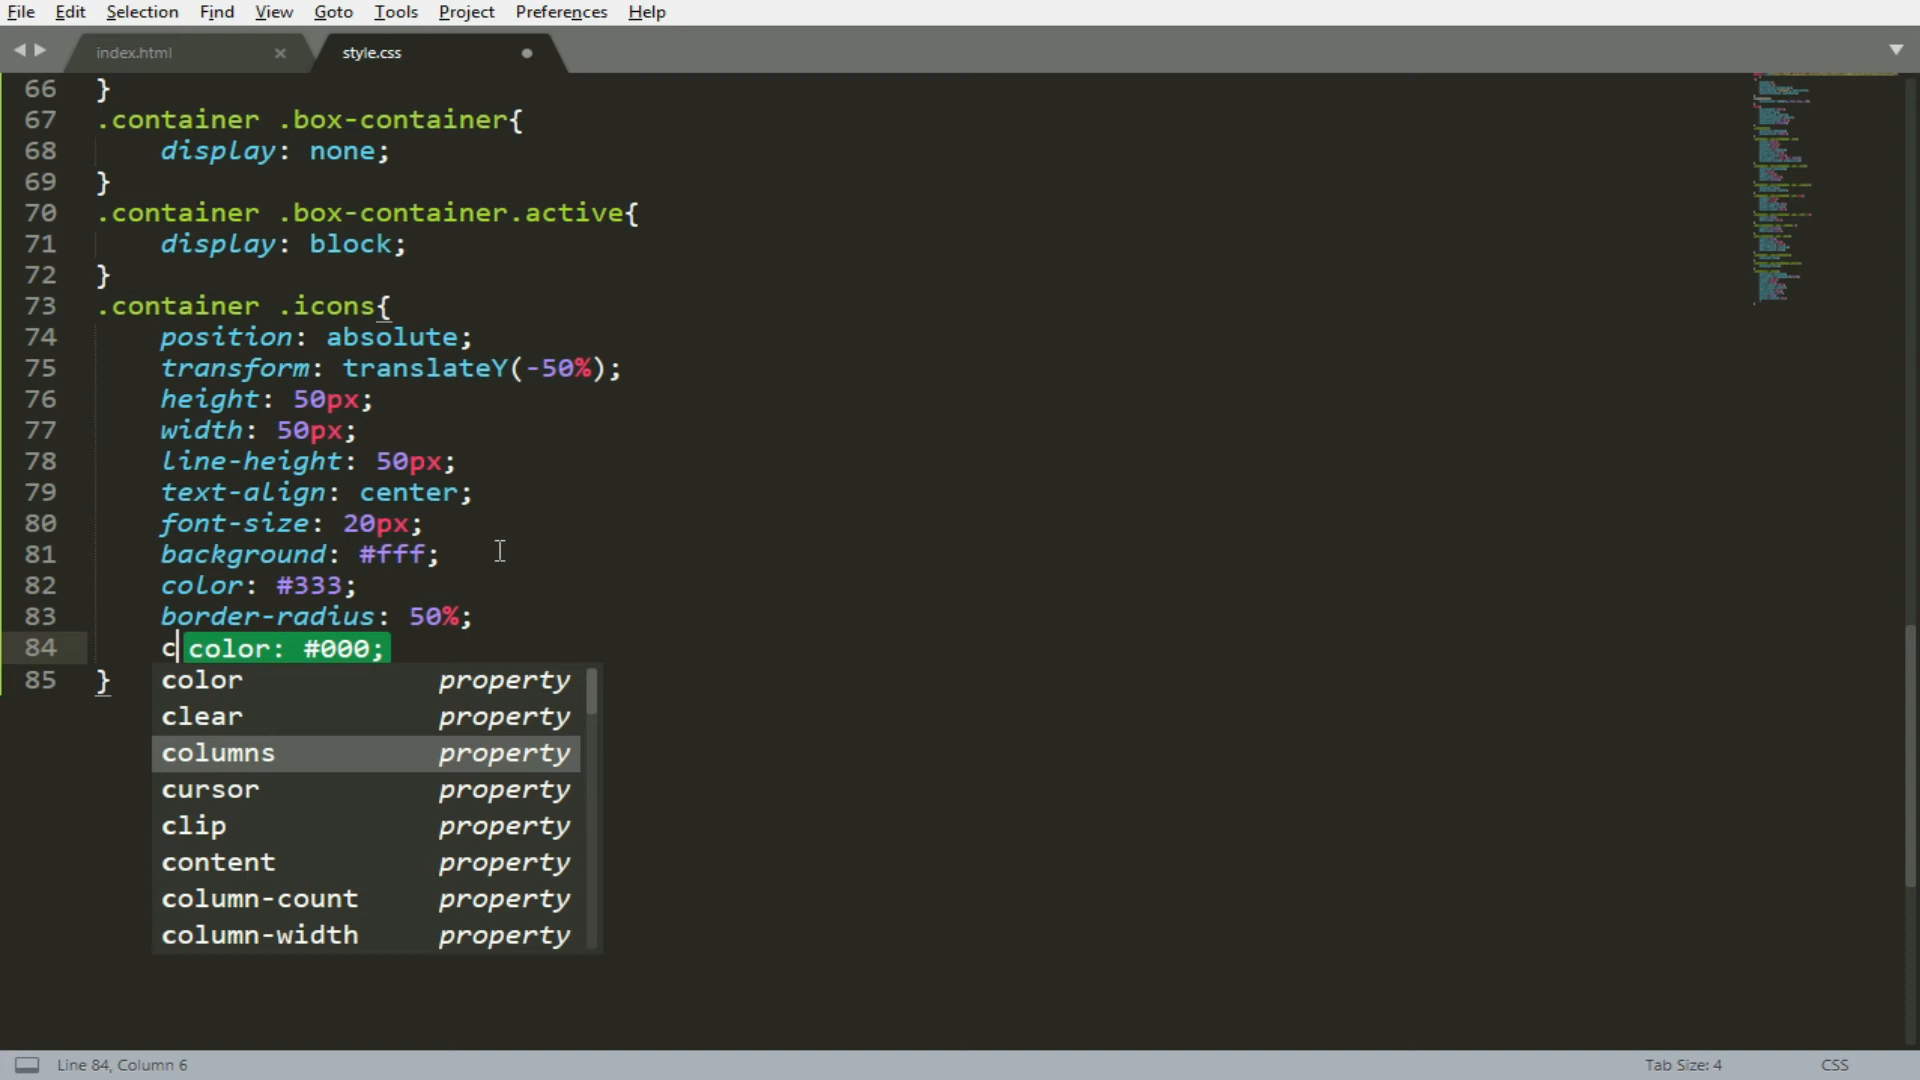 File Edit Selection Find View Goto Tools Project Preferences Help
index.html × style.css
66 }
67 .container .box-container{
68 display: none;
69 }
70 .container .box-container.active{
71 display: block;
72 }
73 .container .icons{
74 position: absolute;
75 transform: translateY(-50%);
76 height: 50px;
77 width: 50px;
78 line-height: 50px;
79 text-align: center;
80 font-size: 20px;
81 background: #fff;
82 color: #333;
83 border-radius: 50%;
84 c color: #000;
85 } color property
clear property
columns property
cursor property
clip property
content property
column-count property
column-width property
Line 84, Column 6 Tab Size: 4 CSS